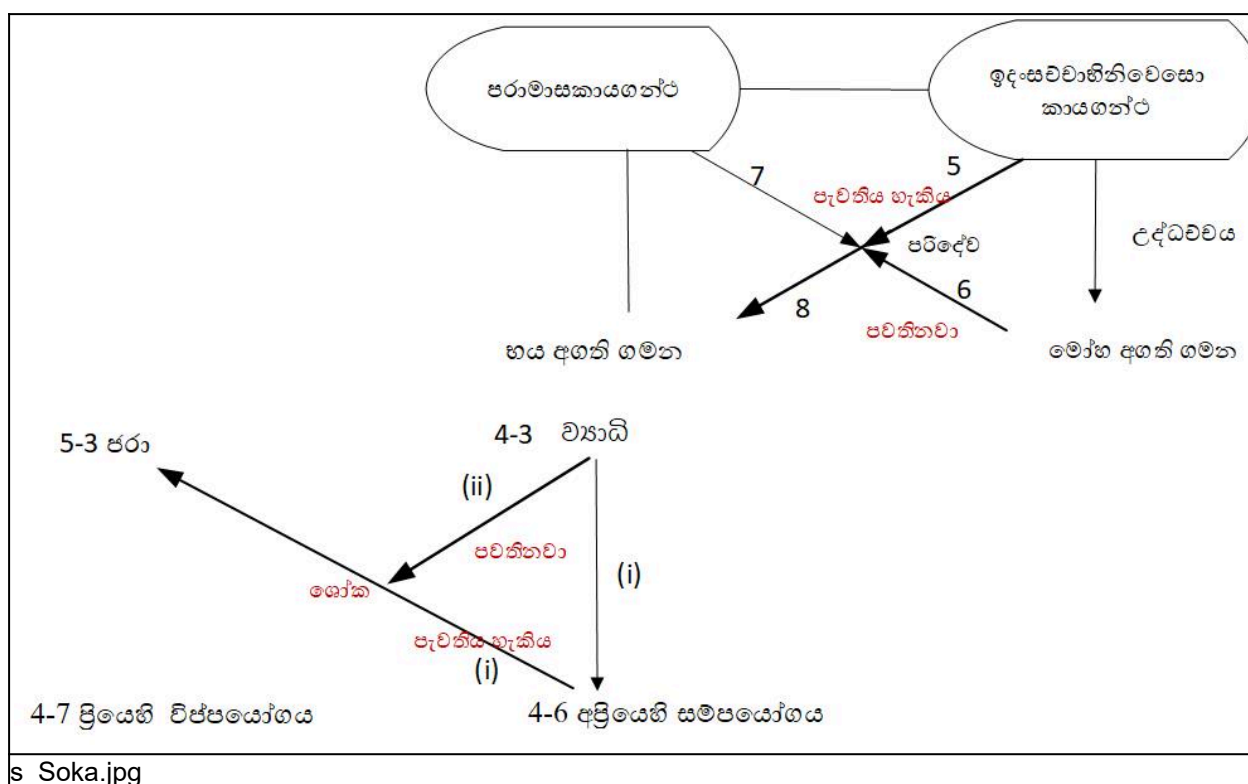 පරාමාසකායගන්ථ
ඉදංසච්චාභිනිවෙසො
කායගන්ථ
7
5
පැවතිය හැකිය
පරිදේව
උද්ධච්චය
8
6
පවතිනවා
භය අගති ගමන
මෝහ අගති ගමන
5-3 ජරා
4-3 ව්‍යාධි
(ii)
පවතිනවා
(i)
ශෝක
පැවතිය හැකිය
(i)
4-7 ප්‍රියෙහි විප්පයෝගය
4-6 අප්‍රියෙහි සම්පයෝගය
s_Soka.jpg